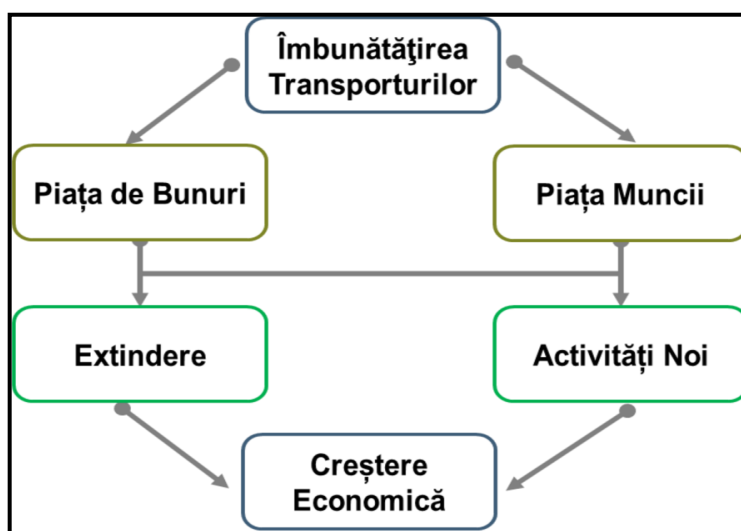 Îmbunătăţirea
Transporturilor
Piața de Bunuri
Piața Muncii
Extindere
Activități Noi
Creștere
Economică